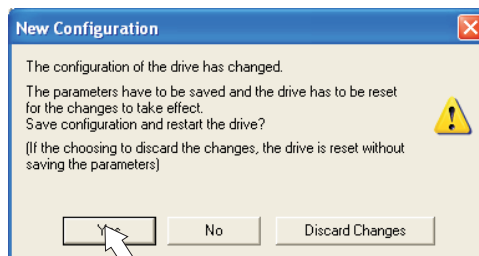 New Configuration
The configuration of the drive has changed.
The parameters have to be saved and the drive has to be reset
for the changes to take effect.
Save configuration and restart the drive?
(If the choosing to discard the changes, the drive is reset without
saving the parameters)
Yes No Discard Changes